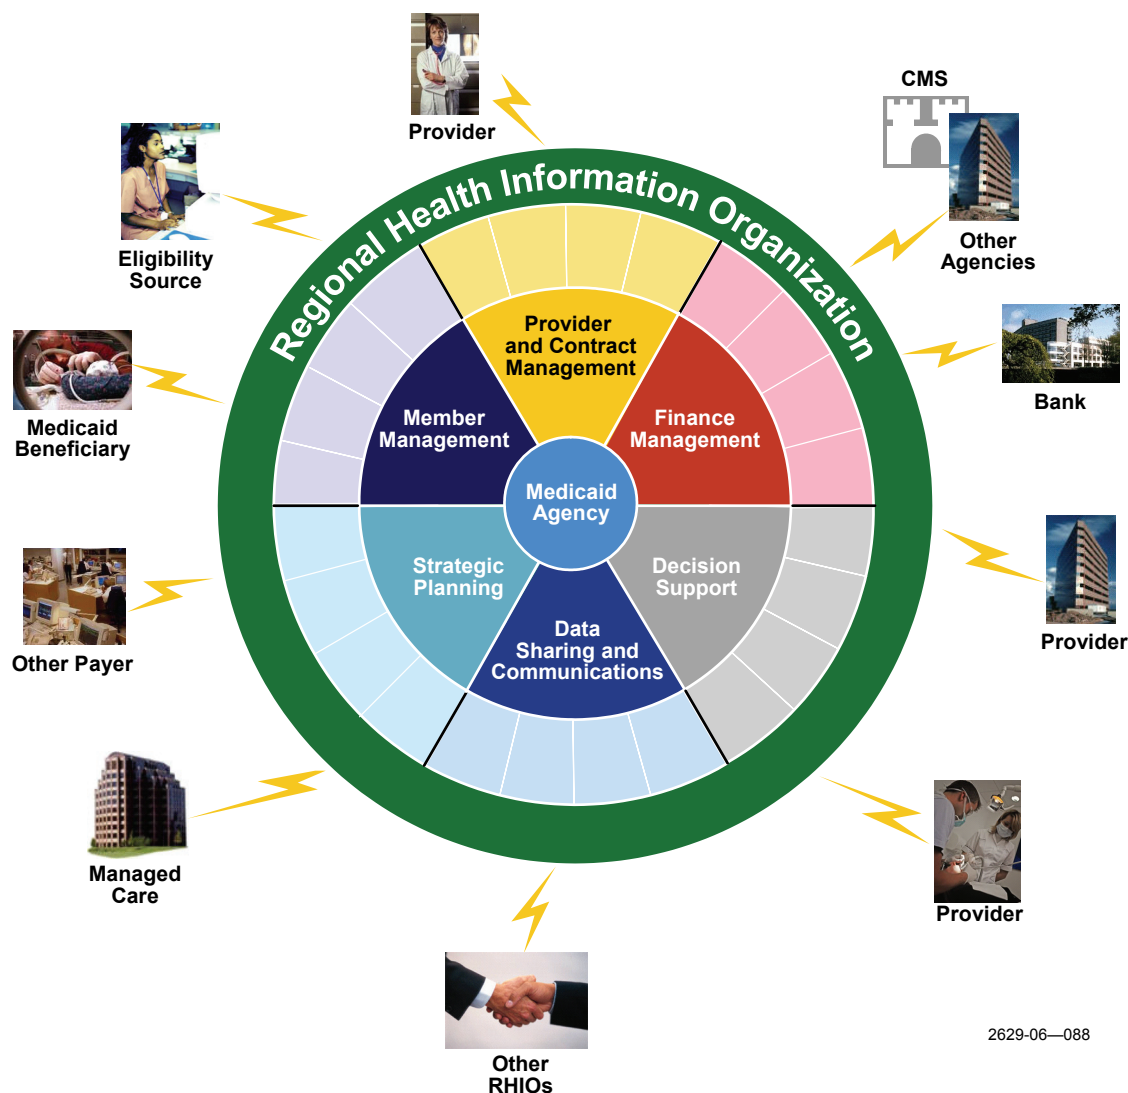 CMS
Provider
Regional Health Information Organization
Other
Agencies
Eligibility
Source
Provider
and Contract
Management
Bank
Medicaid
Beneficiary
Member
Management
Finance
Management
Medicaid
Agency
Strategic
Planning
Decision
Support
Provider
Other Payer
Data
Sharing and
Communications
Managed
Care
Provider
2629-06—088
Other
RHIOs